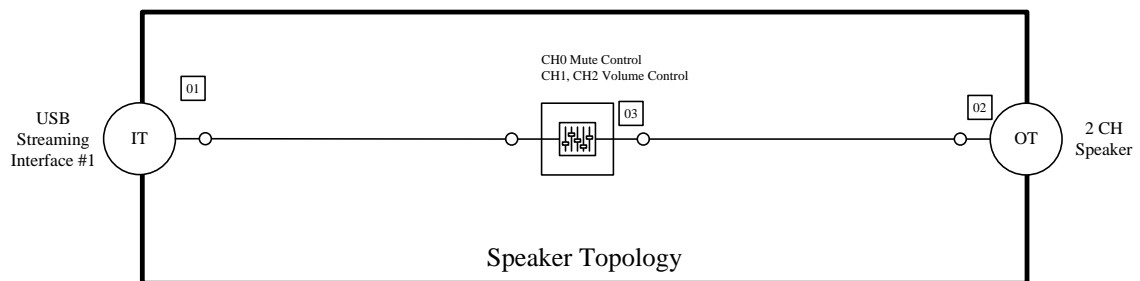 CH0 Mute Control
CH1, CH2 Volume Control
01
03
02
USB
Streaming
Interface #1
IT
OT
2 CH
Speaker
Speaker Topology